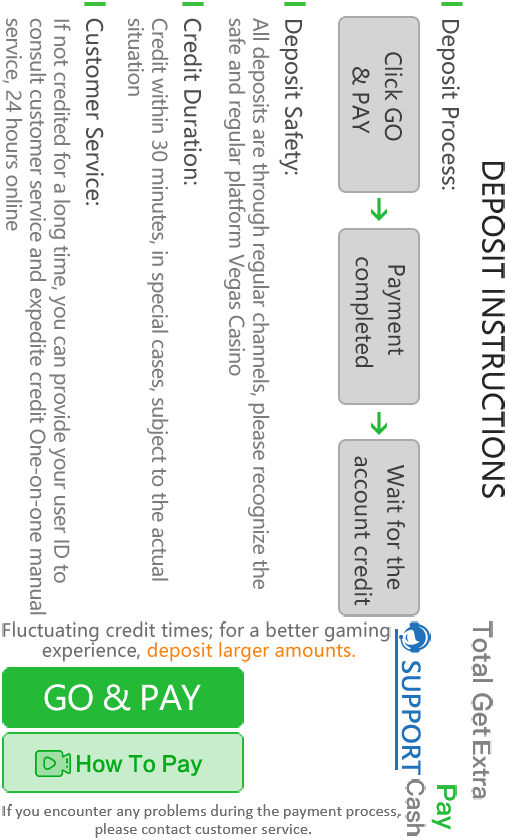 DEPOSIT INSTRUCTIONS
Deposit Process:
Click GO
& PAY
Payment
completed
Wait for the
account credit
Deposit Safety:
All deposits are through regular channels, please recognize the
safe and regular platform Vegas Casino
Credit Duration:
Credit within 30 minutes, in special cases, subject to the actual
situation
Customer Service:
If not credited for a long time, you can provide your user ID to
consult customer service and expedite credit One-on-one manual
service, 24 hours online
Total Get Extra
Pay
Cash
SUPPORT
Fluctuating credit times; for a better gaming
experience, deposit larger amounts.
GO & PAY
How To Pay
If you encounter any problems during the payment process,
please contact customer service.